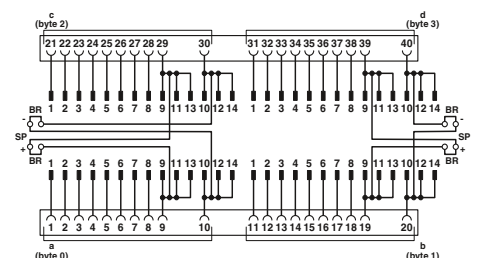 c d
(byte 2) (byte 3)
21 22 23 24 25 26 27 28 29 30 31 32 33 34 35 36 37 38 39 40
1 2 3 4 5 6 7 8 9 11 13 10 12 14 1 2 3 4 5 6 7 8 9 11 13 10 12 14
BR BR
- -
SP SP
+ +
BR BR
1 2 3 4 5 6 7 8 9 11 13 10 12 14 1 2 3 4 5 6 7 8 9 11 13 10 12 14
1 2 3 4 5 6 7 8 9 10 11 12 13 14 15 16 17 18 19 20
a b
(byte 0) (byte 1)